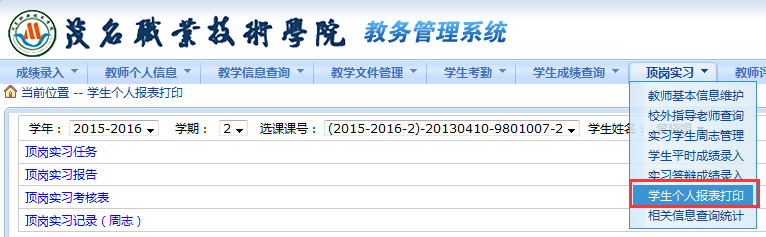 茂名職業技術學院 教务管理系统
成绩录入 教师个人信息 教学信息查询 教学文件管理 学生考勤 学生成绩查询 顶岗实习 教师评
当前位置 -- 学生个人报表打印
教师基本信息维护
校外指导老师查询
学年： 2015-2016 学期： 2 选课课号： (2015-2016-2)-20130410-9801007-2 学生姓名：
实习学生周志管理
顶岗实习任务
学生平时成绩录入
顶岗实习报告
实习答辩成绩录入
顶岗实习考核表
学生个人报表打印
顶岗实习记录（周志）
相关信息查询统计